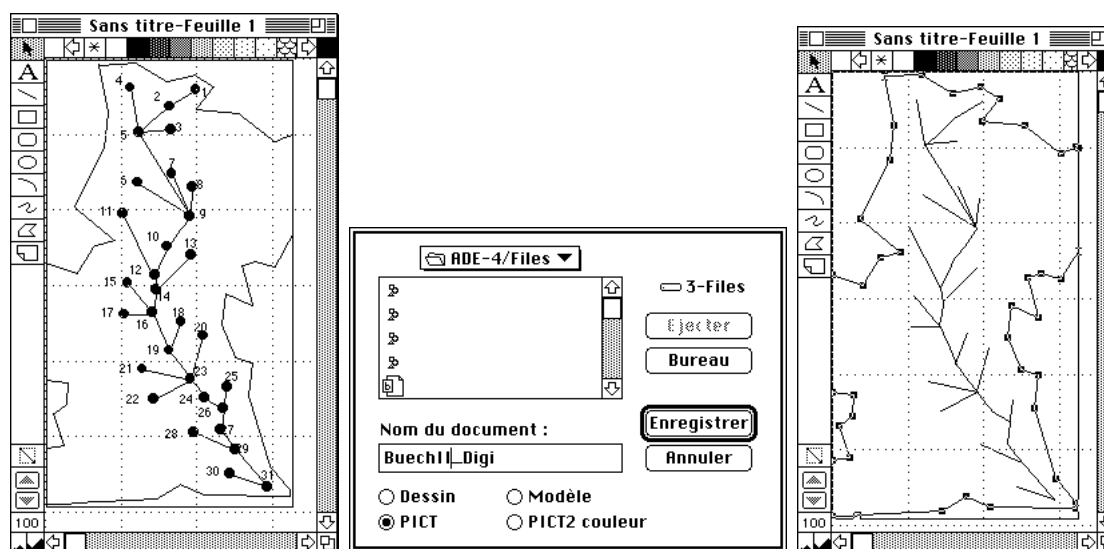 Sans titre-Feuille 1
A
4
1
2
5
3
7
6
8
11
9
10
13
12
15
14
17
16
18
20
19
21
23
25
22
24
26
28
27
29
30
31
100
ADE-4/Files
3-Files
Ejecter
Bureau
Nom du document :
Enregistrer
Buech11_Digi
Annuler
Dessin
Modèle
PICT
PICT2 couleur
Sans titre-Feuille 1
A
100